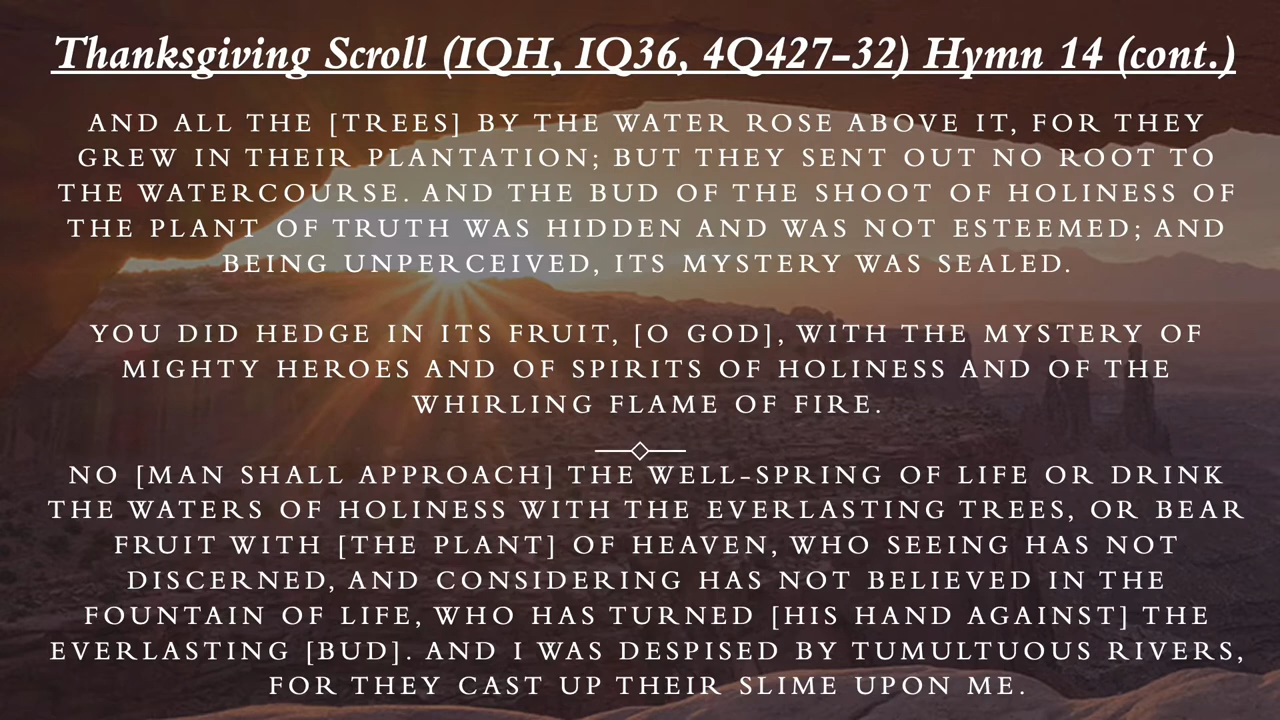 Thanksgiving Scroll (IQH, IQ36, 4Q427–32) Hymn 14 (cont.)
AND ALL THE [TREES] BY THE WATER ROSE ABOVE IT, FOR THEY
GREW IN THEIR PLANTATION; BUT THEY SENT OUT NO ROOT TO
THE WATERCOURSE. AND THE BUD OF THE SHOOT OF HOLINESS OF
THE PLANT OF TRUTH WAS HIDDEN AND WAS NOT ESTEEMED; AND
BEING UNPERCEIVED, ITS MYSTERY WAS SEALED.
YOU DID HEDGE IN ITS FRUIT, [O GOD], WITH THE MYSTERY OF
MIGHTY HEROES AND OF SPIRITS OF HOLINESS AND OF THE
WHIRLING FLAME OF FIRE.
NO [MAN SHALL APPROACH] THE WELL-SPRING OF LIFE OR DRINK
THE WATERS OF HOLINESS WITH THE EVERLASTING TREES, OR BEAR
FRUIT WITH [THE PLANT] OF HEAVEN, WHO SEEING HAS NOT
DISCERNED, AND CONSIDERING HAS NOT BELIEVED IN THE
FOUNTAIN OF LIFE, WHO HAS TURNED [HIS HAND AGAINST] THE
EVERLASTING [BUD]. AND I WAS DESPISED BY TUMULTUOUS RIVERS,
FOR THEY CAST UP THEIR SLIME UPON ME.